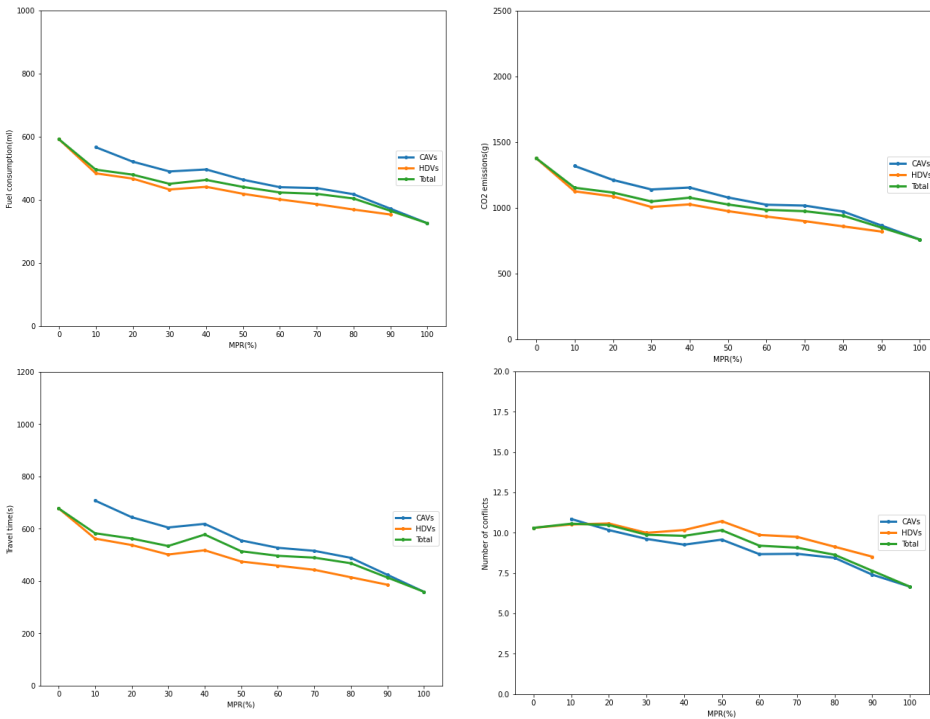 1000
800
600
400
200
0
Fuel consumption(ml)
CAVs
HDVs
Total
0 10 20 30 40 50 60 70 80 90 100
MPR(%)
2500
2000
1500
1000
500
0
CO2 emissions(g)
CAVs
HDVs
Total
0 10 20 30 40 50 60 70 80 90 100
MPR(%)
1200
1000
800
600
400
200
0
Travel time(s)
CAVs
HDVs
Total
0 10 20 30 40 50 60 70 80 90 100
MPR(%)
20.0
17.5
15.0
12.5
10.0
7.5
5.0
2.5
0.0
Number of conflicts
CAVs
HDVs
Total
0 10 20 30 40 50 60 70 80 90 100
MPR(%)